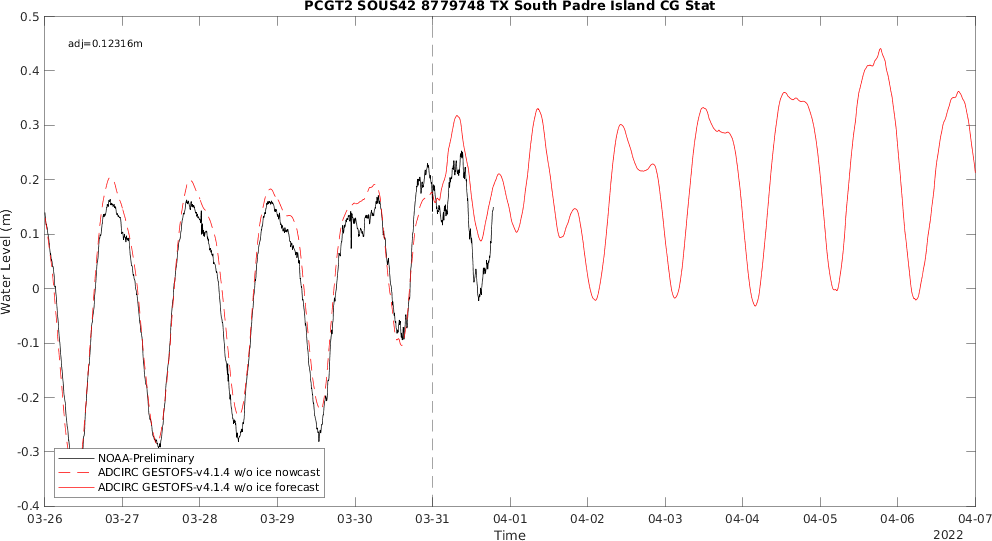 PCGT2 SOUS42 8779748 TX South Padre Island CG Stat
adj=0.12316m
0.5
0.4
0.3
0.2
0.1
0
-0.1
-0.2
-0.3
-0.4
Water Level (m)
NOAA-Preliminary
ADCIRC GESTOFS-v4.1.4 w/o ice nowcast
ADCIRC GESTOFS-v4.1.4 w/o ice forecast
03-26 03-27 03-28 03-29 03-30 03-31 04-01 04-02 04-03 04-04 04-05 04-06 04-07
Time
2022